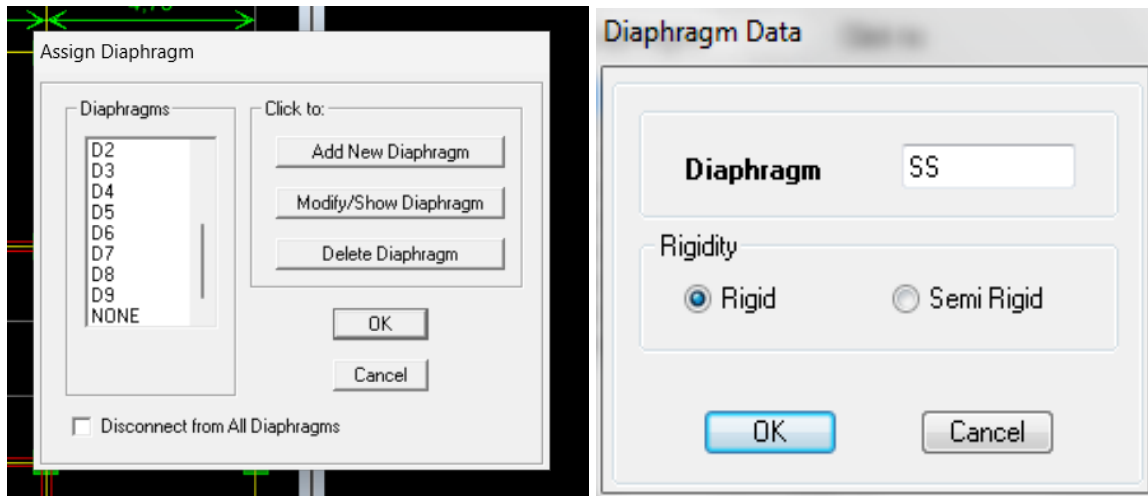 4,70
Assign Diaphragm
Diaphragms
D2
D3
D4
D5
D6
D7
D8
D9
NONE
Click to:
Add New Diaphragm
Modify/Show Diaphragm
Delete Diaphragm
OK
Cancel
Disconnect from All Diaphragms
Diaphragm Data
Diaphragm
SS
Rigidity
Rigid
Semi Rigid
OK
Cancel